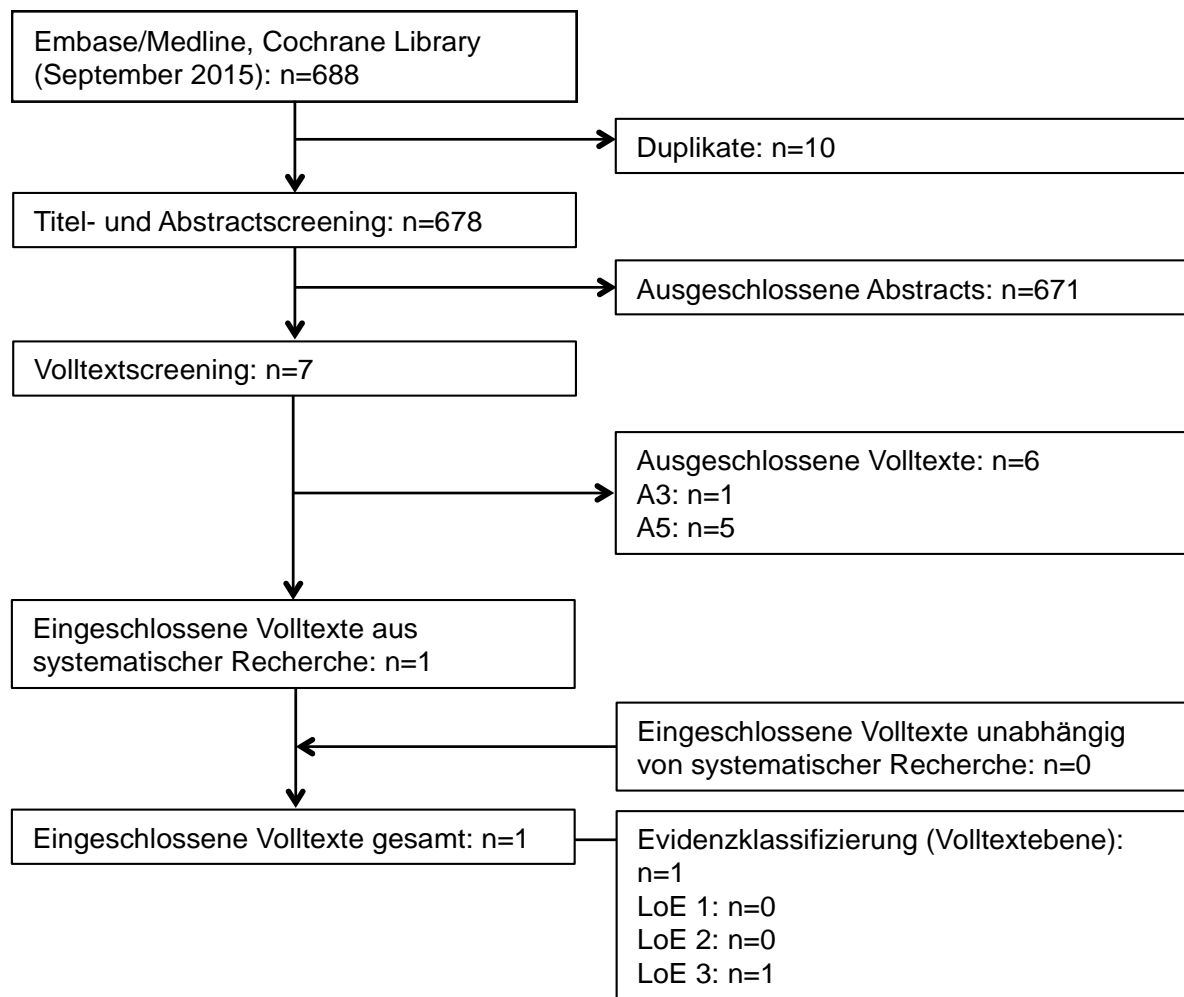 Embase/Medline, Cochrane Library
(September 2015): n=688
Duplikate: n=10
Titel- und Abstractscreening: n=678
Ausgeschlossene Abstracts: n=671
Volltextscreening: n=7
Ausgeschlossene Volltexte: n=6
A3: n=1
A5: n=5
Eingeschlossene Volltexte aus
systematischer Recherche: n=1
Eingeschlossene Volltexte unabhängig
von systematischer Recherche: n=0
Eingeschlossene Volltexte gesamt: n=1
Evidenzklassifizierung (Volltextebene):
n=1
LoE 1: n=0
LoE 2: n=0
LoE 3: n=1